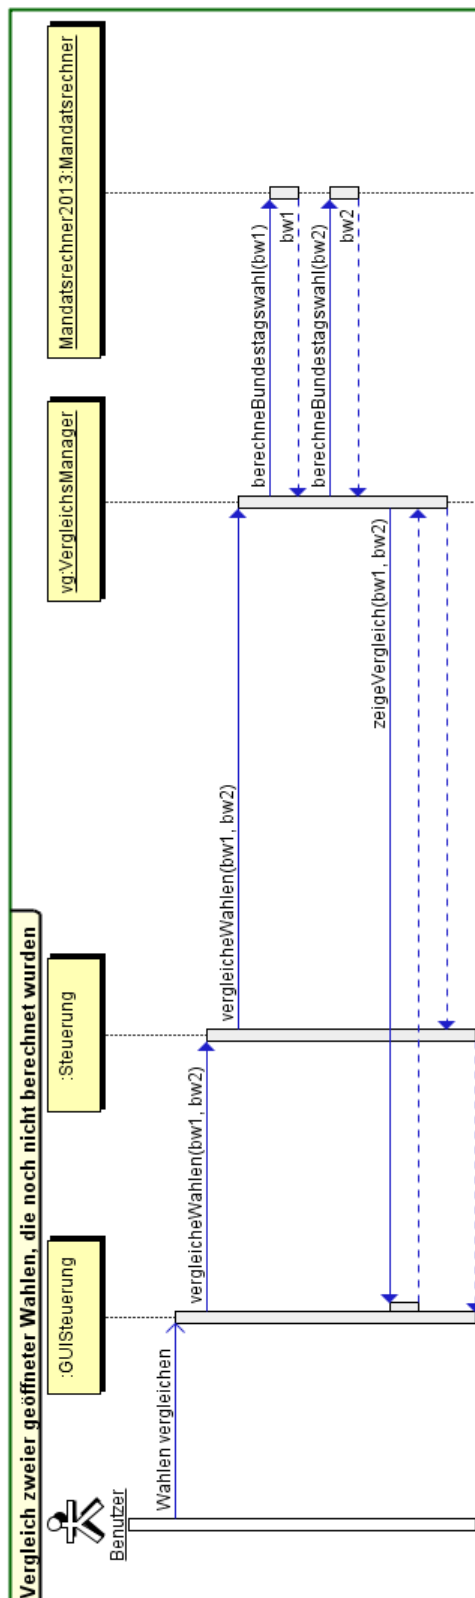 Vergleich zweier geöffneter Wahlen, die noch nicht berechnet wurden
Benutzer
:GUISteuerung
:Steuerung
vg:VergleichsManager
Mandatsrechner2013:Mandatsrechner
Wahlen vergleichen
vergleicheWahlen(bw1, bw2)
vergleicheWahlen(bw1, bw2)
berechneBundestagswahl(bw1)
bw1
berechneBundestagswahl(bw2)
bw2
zeigeVergleich(bw1, bw2)